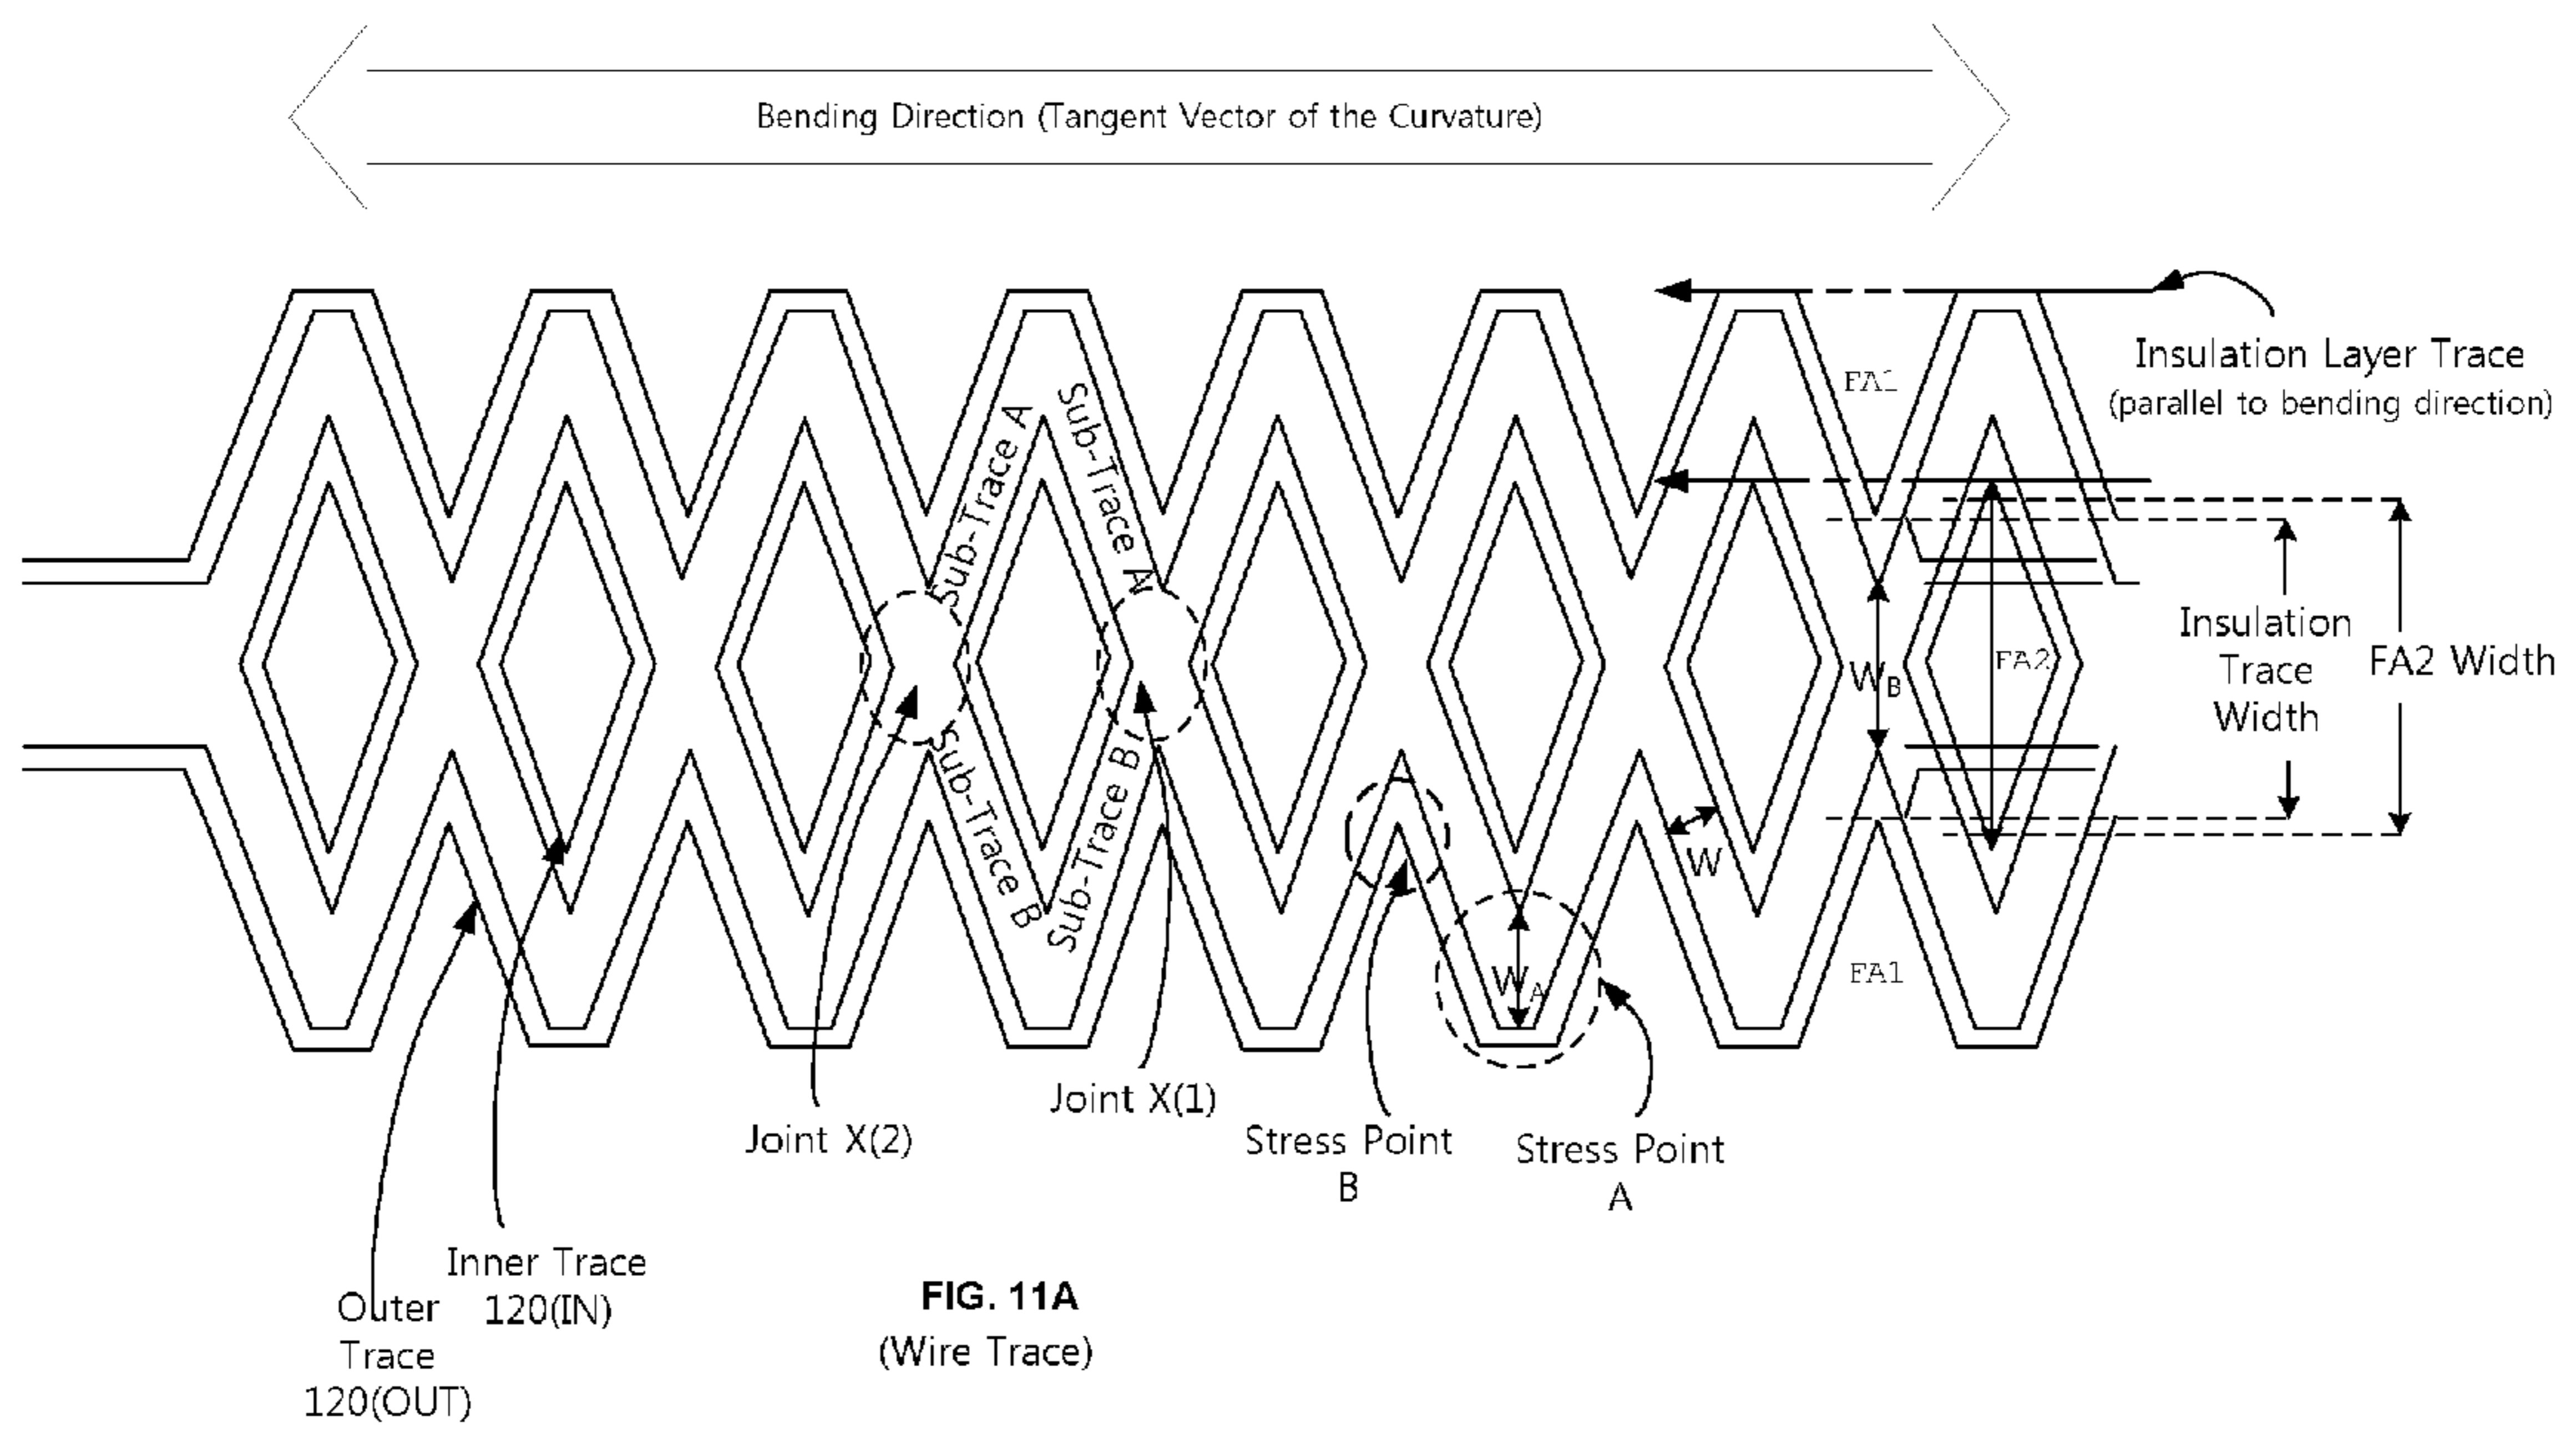 Bending Direction (Tangent Vector of the Curvature)
Insulation Layer Trace
(parallel to bending direction)
FA1
Sub-Trace A
Sub-Trace A
Sub-Trace B
Sub-Trace B
W_B
FA2
Insulation
Trace
Width
FA2 Width
W
W_A
FA1
Joint X(2)
Joint X(1)
Stress Point
B
Stress Point
A
Inner Trace
120(IN)
Outer
Trace
120(OUT)
FIG. 11A
(Wire Trace)